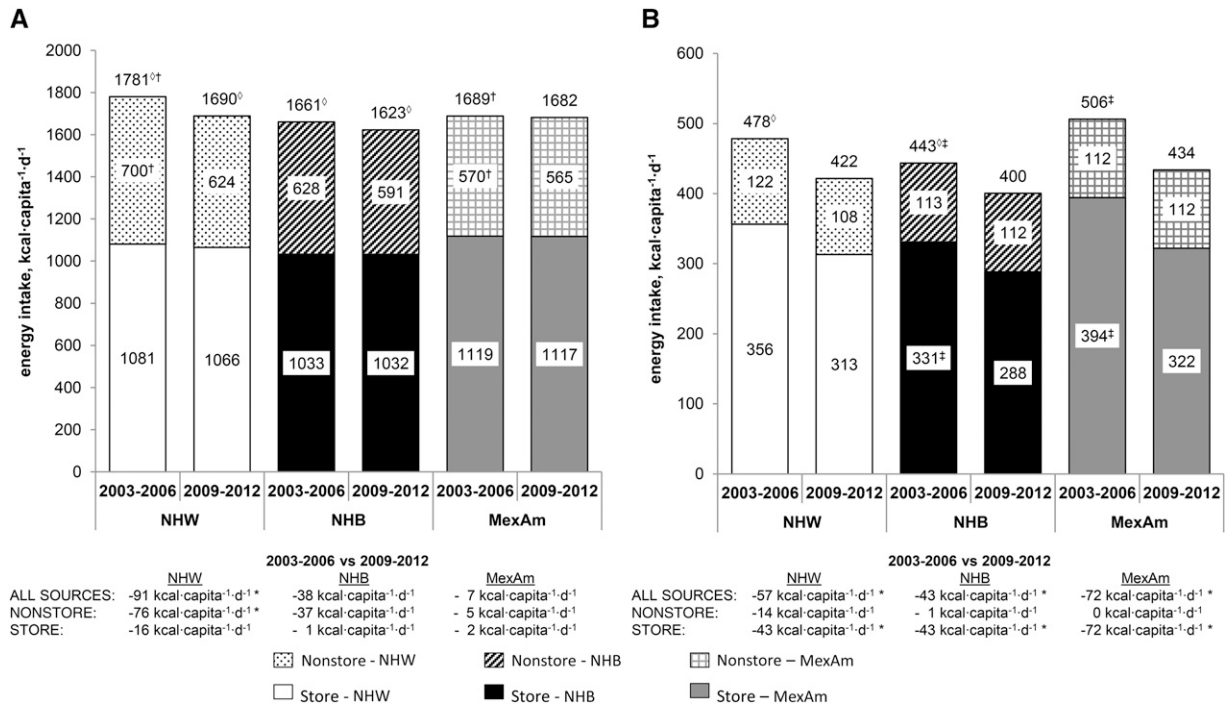 A
energy intake, kcal·capita⁻¹·d⁻¹
2000
1800
1600
1400
1200
1000
800
600
400
200
0
1781◊†
700†
1081
1690◊
624
1066
1661◊
628
1033
1623◊
591
1032
1689†
570†
1119
1682
565
1117
2003-2006 2009-2012 2003-2006 2009-2012 2003-2006 2009-2012
NHW NHB MexAm
2003-2006 vs 2009-2012
NHW NHB MexAm
ALL SOURCES: -91 kcal·capita⁻¹·d⁻¹ * -38 kcal·capita⁻¹·d⁻¹ - 7 kcal·capita⁻¹·d⁻¹
NONSTORE: -76 kcal·capita⁻¹·d⁻¹ * -37 kcal·capita⁻¹·d⁻¹ - 5 kcal·capita⁻¹·d⁻¹
STORE: -16 kcal·capita⁻¹·d⁻¹ - 1 kcal·capita⁻¹·d⁻¹ - 2 kcal·capita⁻¹·d⁻¹
B
energy intake, kcal·capita⁻¹·d⁻¹
600
500
400
300
200
100
0
478◊
122
356
422
108
313
443◊‡
113
331‡
400
112
288
506‡
112
394‡
434
112
322
2003-2006 2009-2012 2003-2006 2009-2012 2003-2006 2009-2012
NHW NHB MexAm
2003-2006 vs 2009-2012
NHW NHB MexAm
ALL SOURCES: -57 kcal·capita⁻¹·d⁻¹ * -43 kcal·capita⁻¹·d⁻¹ * -72 kcal·capita⁻¹·d⁻¹ *
NONSTORE: -14 kcal·capita⁻¹·d⁻¹ - 1 kcal·capita⁻¹·d⁻¹ 0 kcal·capita⁻¹·d⁻¹
STORE: -43 kcal·capita⁻¹·d⁻¹ * -43 kcal·capita⁻¹·d⁻¹ * -72 kcal·capita⁻¹·d⁻¹ *
Nonstore - NHW Nonstore - NHB Nonstore – MexAm
Store - NHW Store - NHB Store – MexAm